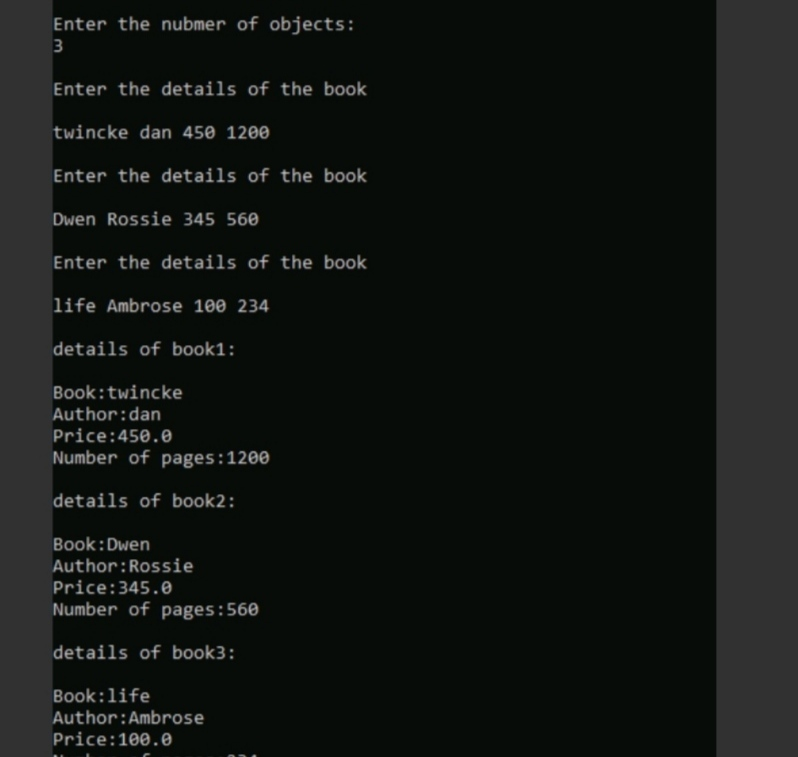 Enter the nubmer of objects:
3
Enter the details of the book
twincke dan 450 1200
Enter the details of the book
Dwen Rossie 345 560
Enter the details of the book
life Ambrose 100 234
details of book1:
Book:twincke
Author:dan
Price:450.0
Number of pages:1200
details of book2:
Book:Dwen
Author:Rossie
Price:345.0
Number of pages:560
details of book3:
Book:life
Author:Ambrose
Price:100.0